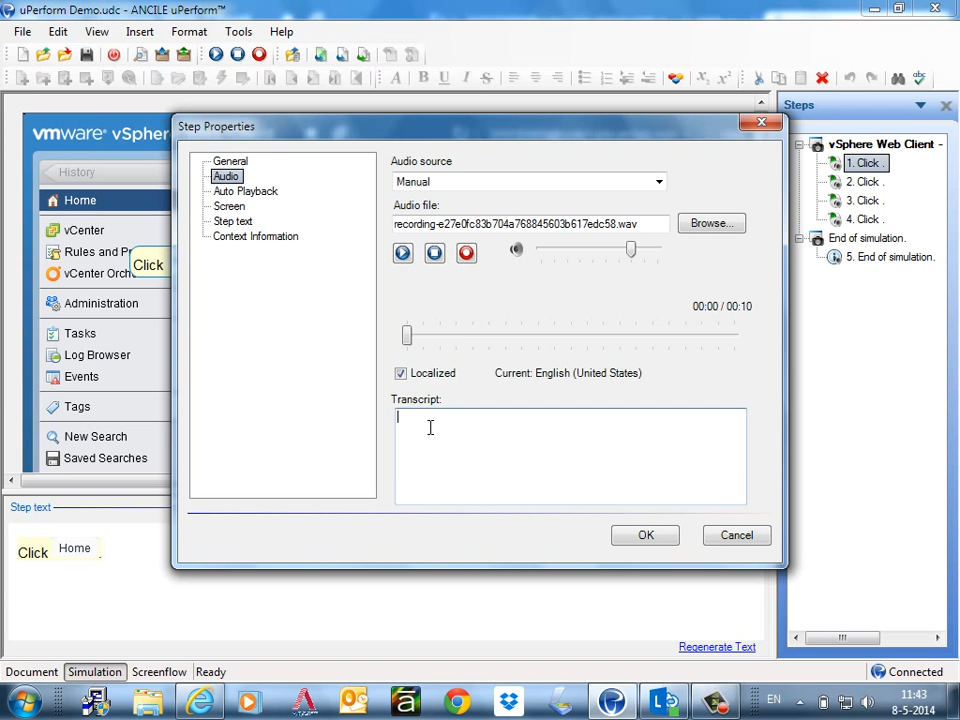 uPerform Demo.udc - ANCILE uPerform™
File Edit View Insert Format Tools Help
vmware® vSphere
History
Home
vCenter
Rules and Pr
vCenter Orch
Administration
Tasks
Log Browser
Events
Tags
New Search
Saved Searches
Click
Step text
Click Home .
Regenerate Text
Step Properties
General
Audio
Auto Playback
Screen
Step text
Context Information
Audio source
Manual
Audio file:
recording-e27e0fc83b704a768845603b617edc58.wav
Browse...
00:00 / 00:10
Localized Current: English (United States)
Transcript:
OK Cancel
Steps
vSphere Web Client -
1. Click .
2. Click .
3. Click .
4. Click .
End of simulation.
5. End of simulation.
Document Simulation Screenflow Ready Connected
EN 11:43
8-5-2014